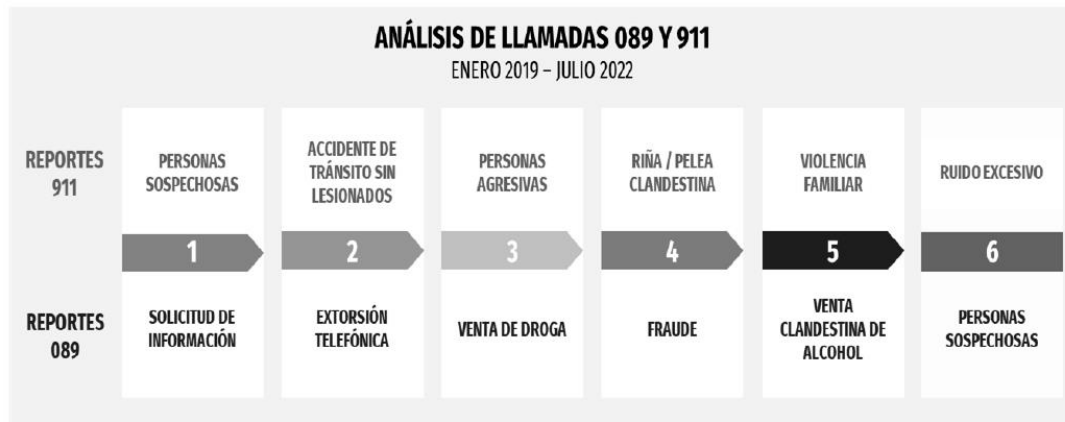 ANÁLISIS DE LLAMADAS 089 Y 911
ENERO 2019 – JULIO 2022
REPORTES
911
PERSONAS
SOSPECHOSAS
ACCIDENTE DE
TRÁNSITO SIN
LESIONADOS
PERSONAS
AGRESIVAS
RIÑA / PELEA
CLANDESTINA
VIOLENCIA
FAMILIAR
RUIDO EXCESIVO
1
2
3
4
5
6
REPORTES
089
SOLICITUD DE
INFORMACIÓN
EXTORSIÓN
TELEFÓNICA
VENTA DE DROGA
FRAUDE
VENTA
CLANDESTINA DE
ALCOHOL
PERSONAS
SOSPECHOSAS